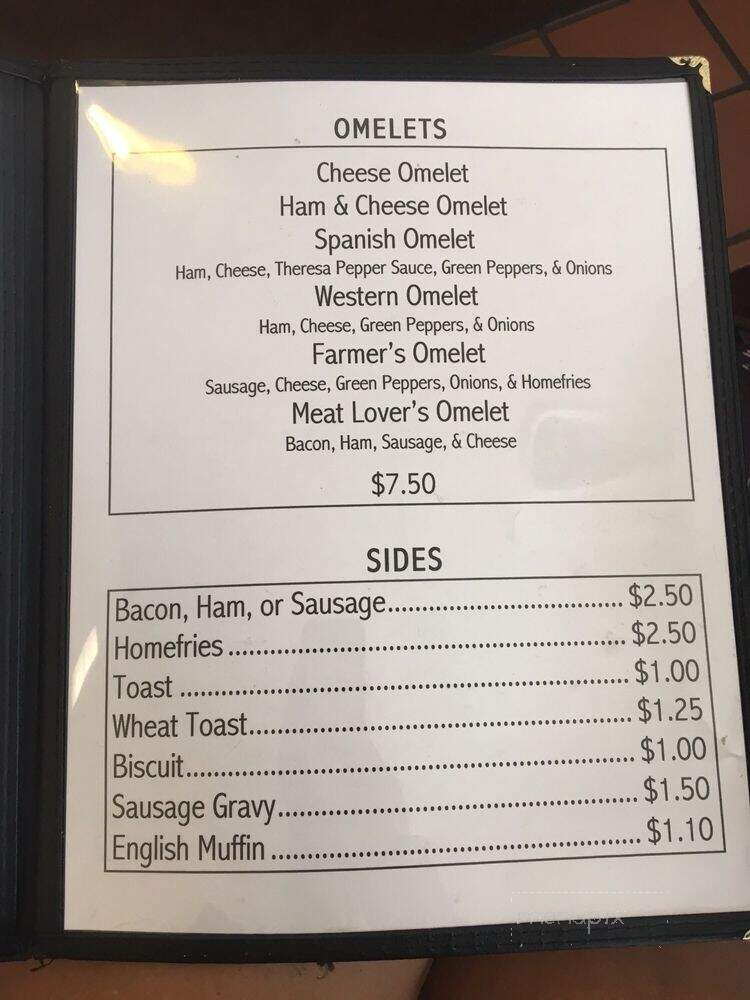 OMELETS
Cheese Omelet
Ham & Cheese Omelet
Spanish Omelet
Ham, Cheese, Theresa Pepper Sauce, Green Peppers, & Onions
Western Omelet
Ham, Cheese, Green Peppers, & Onions
Farmer's Omelet
Sausage, Cheese, Green Peppers, Onions, & Homefries
Meat Lover's Omelet
Bacon, Ham, Sausage, & Cheese
$7.50
SIDES
Bacon, Ham, or Sausage.................................. $2.50
Homefries ........................................................ $2.50
Toast ............................................................... $1.00
Wheat Toast...................................................... $1.25
Biscuit.............................................................. $1.00
Sausage Gravy.................................................. $1.50
English Muffin ................................................... $1.10